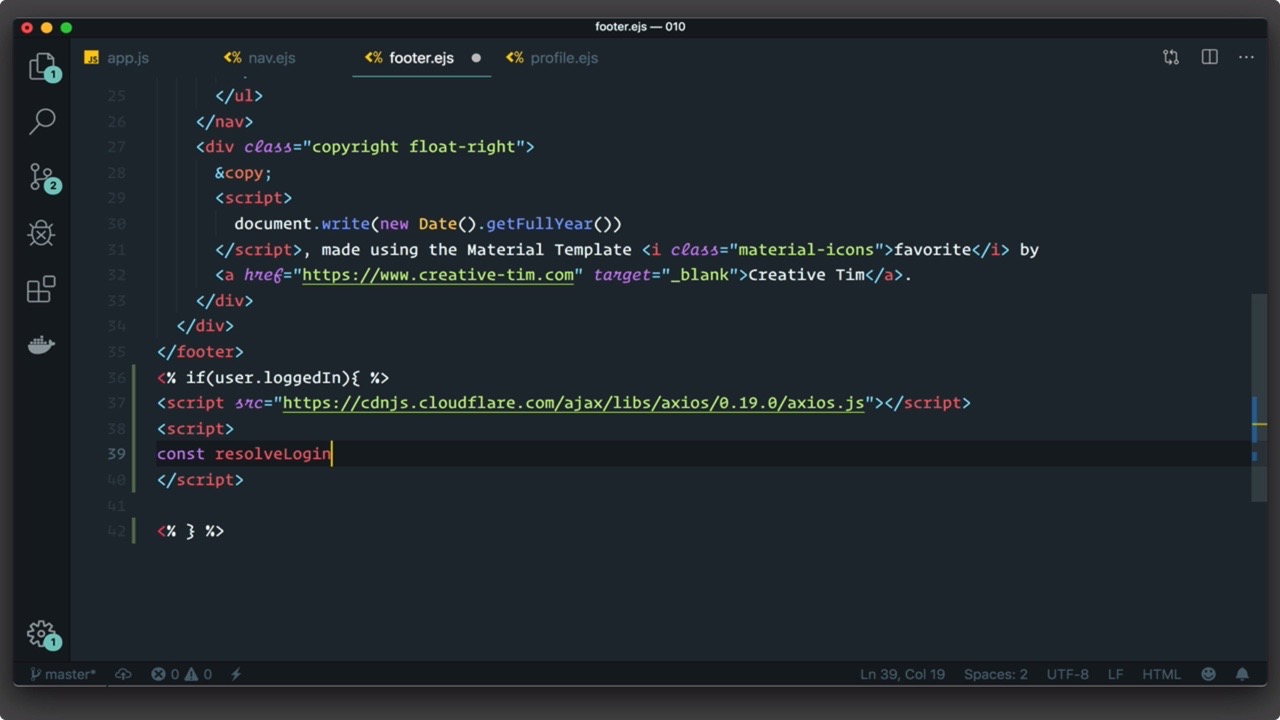 footer.ejs — 010
JS app.js
<% nav.ejs
<% footer.ejs
<% profile.ejs
1
2
1
25 </ul>
26 </nav>
27 <div class="copyright float-right">
28 &copy;
29 <script>
30 document.write(new Date().getFullYear())
31 </script>, made using the Material Template <i class="material-icons">favorite</i> by
32 <a href="https://www.creative-tim.com" target="_blank">Creative Tim</a>.
33 </div>
34 </div>
35 </footer>
36 <% if(user.loggedIn){ %>
37 <script src="https://cdnjs.cloudflare.com/ajax/libs/axios/0.19.0/axios.js"></script>
38 <script>
39 const resolveLogin
40 </script>
41
42 <% } %>
master* 0 0 Ln 39, Col 19 Spaces: 2 UTF-8 LF HTML